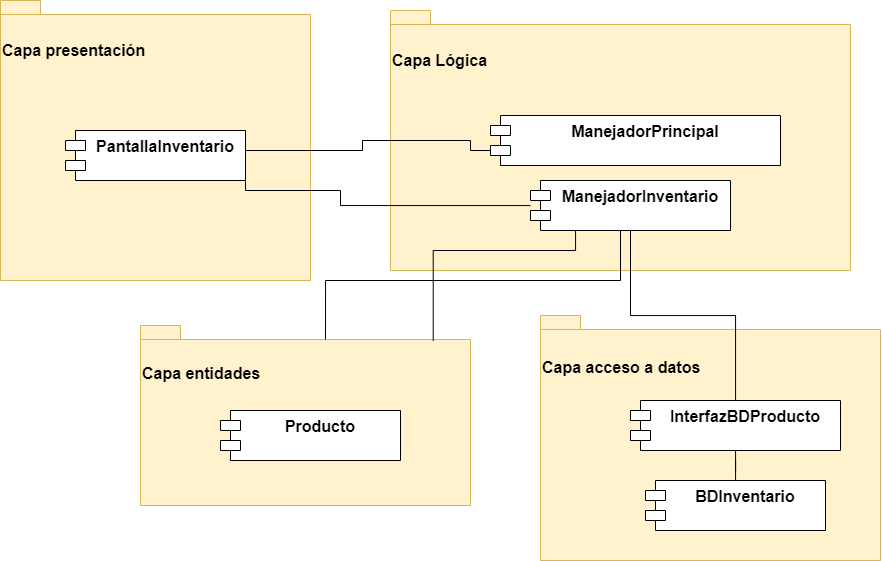 Capa presentación
PantallaInventario
Capa Lógica
ManejadorPrincipal
ManejadorInventario
Capa entidades
Producto
Capa acceso a datos
InterfazBDProducto
BDInventario